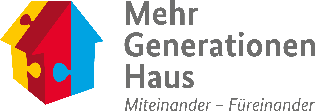 Mehr
Generationen
Haus
Miteinander – Füreinander